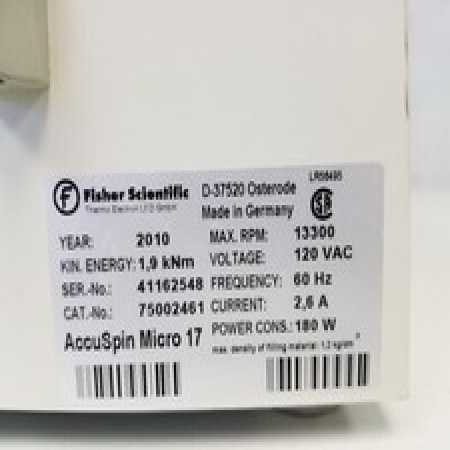 LR58495
Fisher Scientific
Thermo Electron LED GmbH
D-37520 Osterode
Made in Germany
YEAR: 2010
MAX. RPM: 13300
KIN. ENERGY: 1,9 kNm
VOLTAGE: 120 VAC
SER.-No.: 41162548
FREQUENCY: 60 Hz
CAT.-No.: 75002461
CURRENT: 2,6 A
AccuSpin Micro 17
POWER CONS.: 180 W
max. density of filling material: 1,2 kg/dm³